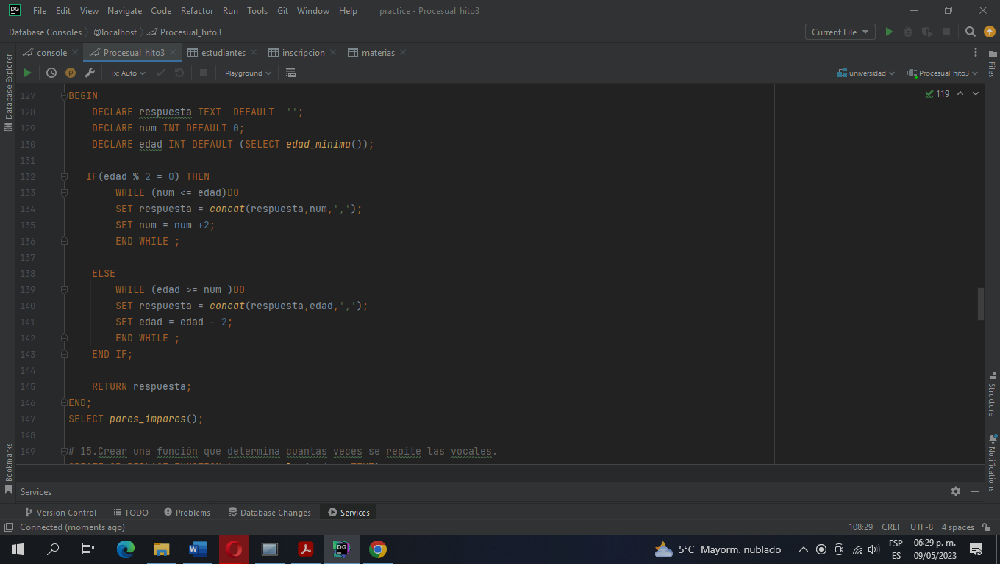 DG File Edit View Navigate Code Refactor Run Tools Git Window Help practice - Procesual_hito3
Database Consoles @localhost Procesual_hito3 Current File
console Procesual_hito3 estudiantes inscripcion materias
Tx: Auto Playground universidad Procesual_hito3
Database Explorer
Bookmarks
Files
Structure
Notifications
119
127 BEGIN
128 DECLARE respuesta TEXT DEFAULT '';
129 DECLARE num INT DEFAULT 0;
130 DECLARE edad INT DEFAULT (SELECT edad_minima());
131
132 IF(edad % 2 = 0) THEN
133 WHILE (num <= edad)DO
134 SET respuesta = concat(respuesta,num,',');
135 SET num = num +2;
136 END WHILE ;
137
138 ELSE
139 WHILE (edad >= num )DO
140 SET respuesta = concat(respuesta,edad,',');
141 SET edad = edad - 2;
142 END WHILE ;
143 END IF;
144
145 RETURN respuesta;
146 END;
147 SELECT pares_impares();
148
149 # 15.Crear una función que determina cuantas veces se repite las vocales.
Services
Version Control TODO Problems Database Changes Services
Connected (moments ago) 108:29 CRLF UTF-8 4 spaces
5°C Mayorm. nublado ESP 06:29 p. m.
ES 09/05/2023